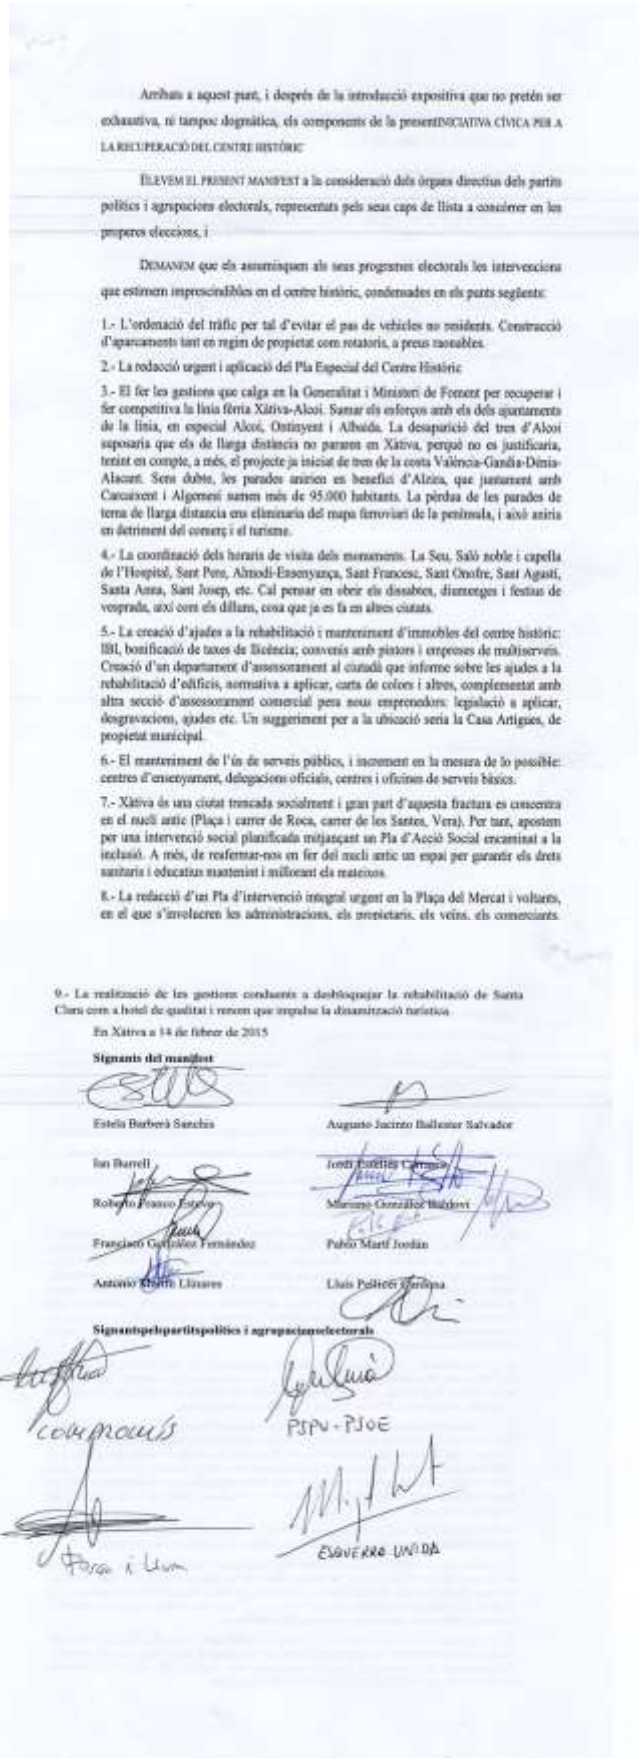 Arribats a aquest punt, i després de la introducció expositiva que no pretén ser
exhaustiva, ni tampoc dogmàtica, els components de la presentINICIATIVA CÍVICA PER A
LA RECUPERACIÓ DEL CENTRE HISTÒRIC
ELEVEM EL PRESENT MANIFEST a la consideració dels òrgans directius dels partits
polítics i agrupacions electorals, representats pels seus caps de llista a concórrer en les
properes eleccions, i
DEMANEM que els assumisquen als seus programes electorals les intervencions
que estimem imprescindibles en el centre històric, condensades en els punts següents:
1.- L'ordenació del tràfic per tal d'evitar el pas de vehicles no residents. Construcció
d'aparcaments tant en regim de propietat com rotatoris, a preus raonables.
2.- La redacció urgent i aplicació del Pla Especial del Centre Històric
3.- El fer les gestions que calga en la Generalitat i Ministeri de Foment per recuperar i
fer competitiva la línia fèrria Xàtiva-Alcoi. Sumar els esforços amb els dels ajuntaments
de la línia, en especial Alcoi, Ontinyent i Albaida. La desaparició del tren d'Alcoi
suposaria que els de llarga distància no pararen en Xàtiva, perquè no es justificaria,
tenint en compte, a més, el projecte ja iniciat de tren de la costa València-Gandia-Dénia-
Alacant. Sens dubte, les parades anirien en benefici d'Alzira, que juntament amb
Carcaixent i Algemesí sumen més de 95.000 habitants. La pèrdua de les parades de
trens de llarga distancia ens eliminaria del mapa ferroviari de la península, i això aniria
en detriment del comerç i el turisme.
4.- La coordinació dels horaris de visita dels monuments. La Seu, Saló noble i capella
de l'Hospital, Sant Pere, Almodí-Ensenyança, Sant Francesc, Sant Onofre, Sant Agustí,
Santa Anna, Sant Josep, etc. Cal pensar en obrir els dissabtes, diumenges i festius de
vesprada, així com els dilluns, cosa que ja es fa en altres ciutats.
5.- La creació d'ajudes a la rehabilitació i manteniment d'immobles del centre històric:
IBI, bonificació de taxes de llicència; convenis amb pintors i empreses de multiserveis.
Creació d'un departament d'assessorament al ciutadà que informe sobre les ajudes a la
rehabilitació d'edificis, normativa a aplicar, carta de colors i altres, complementat amb
altra secció d'assessorament comercial pera nous emprenedors: legislació a aplicar,
desgravacions, ajudes etc. Un suggeriment per a la ubicació seria la Casa Artigues, de
propietat municipal.
6.- El manteniment de l'ús de serveis públics, i increment en la mesura de lo possible:
centres d'ensenyament, delegacions oficials, centres i oficines de serveis bàsics.
7.- Xàtiva és una ciutat trencada socialment i gran part d'aquesta fractura es concentra
en el nucli antic (Plaça i carrer de Roca, carrer de les Santes, Vera). Per tant, apostem
per una intervenció social planificada mitjançant un Pla d'Acció Social encaminat a la
inclusió. A més, de reafermar-nos en fer del nucli antic un espai per garantir els drets
sanitaris i educatius mantenint i millorant els mateixos.
8.- La redacció d'un Pla d'intervenció integral urgent en la Plaça del Mercat i voltants,
en el que s'involucren les administracions, els propietaris, els veïns, els comerciants.
9.- La realització de les gestions conduents a desbloquejar la rehabilitació de Santa
Clara com a hotel de qualitat i renom que impulse la dinamització turística
En Xàtiva a 14 de febrer de 2015
Signants del manifest
Estela Barberà Sanchis Augusto Jacinto Ballester Salvador
Ian Burrell Jordi Estellés Carrasco
Roberto Franco Esteve Mariano González Baldoví
Francisco González Fernández Pablo Martí Jordán
Antonio Martín Llinares Lluís Pellicer Cardona
Signantspelspartitspolítics i agrupacionselectorals
COMPROMÍS PSPV-PSOE
ESQUERRA UNIDA